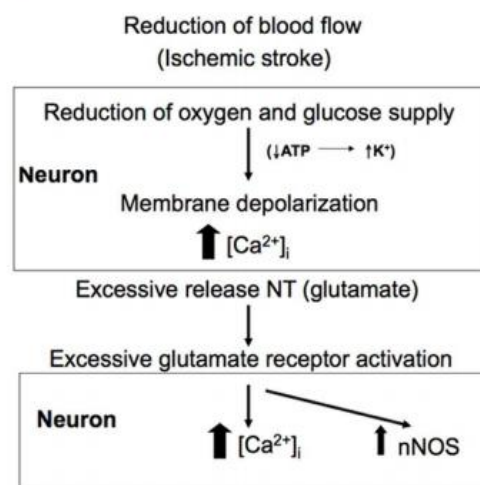 Reduction of blood flow
(Ischemic stroke)
Reduction of oxygen and glucose supply
(↓ATP → ↑K⁺)
Neuron
Membrane depolarization
[Ca²⁺]ᵢ
Excessive release NT (glutamate)
Excessive glutamate receptor activation
Neuron
[Ca²⁺]ᵢ nNOS